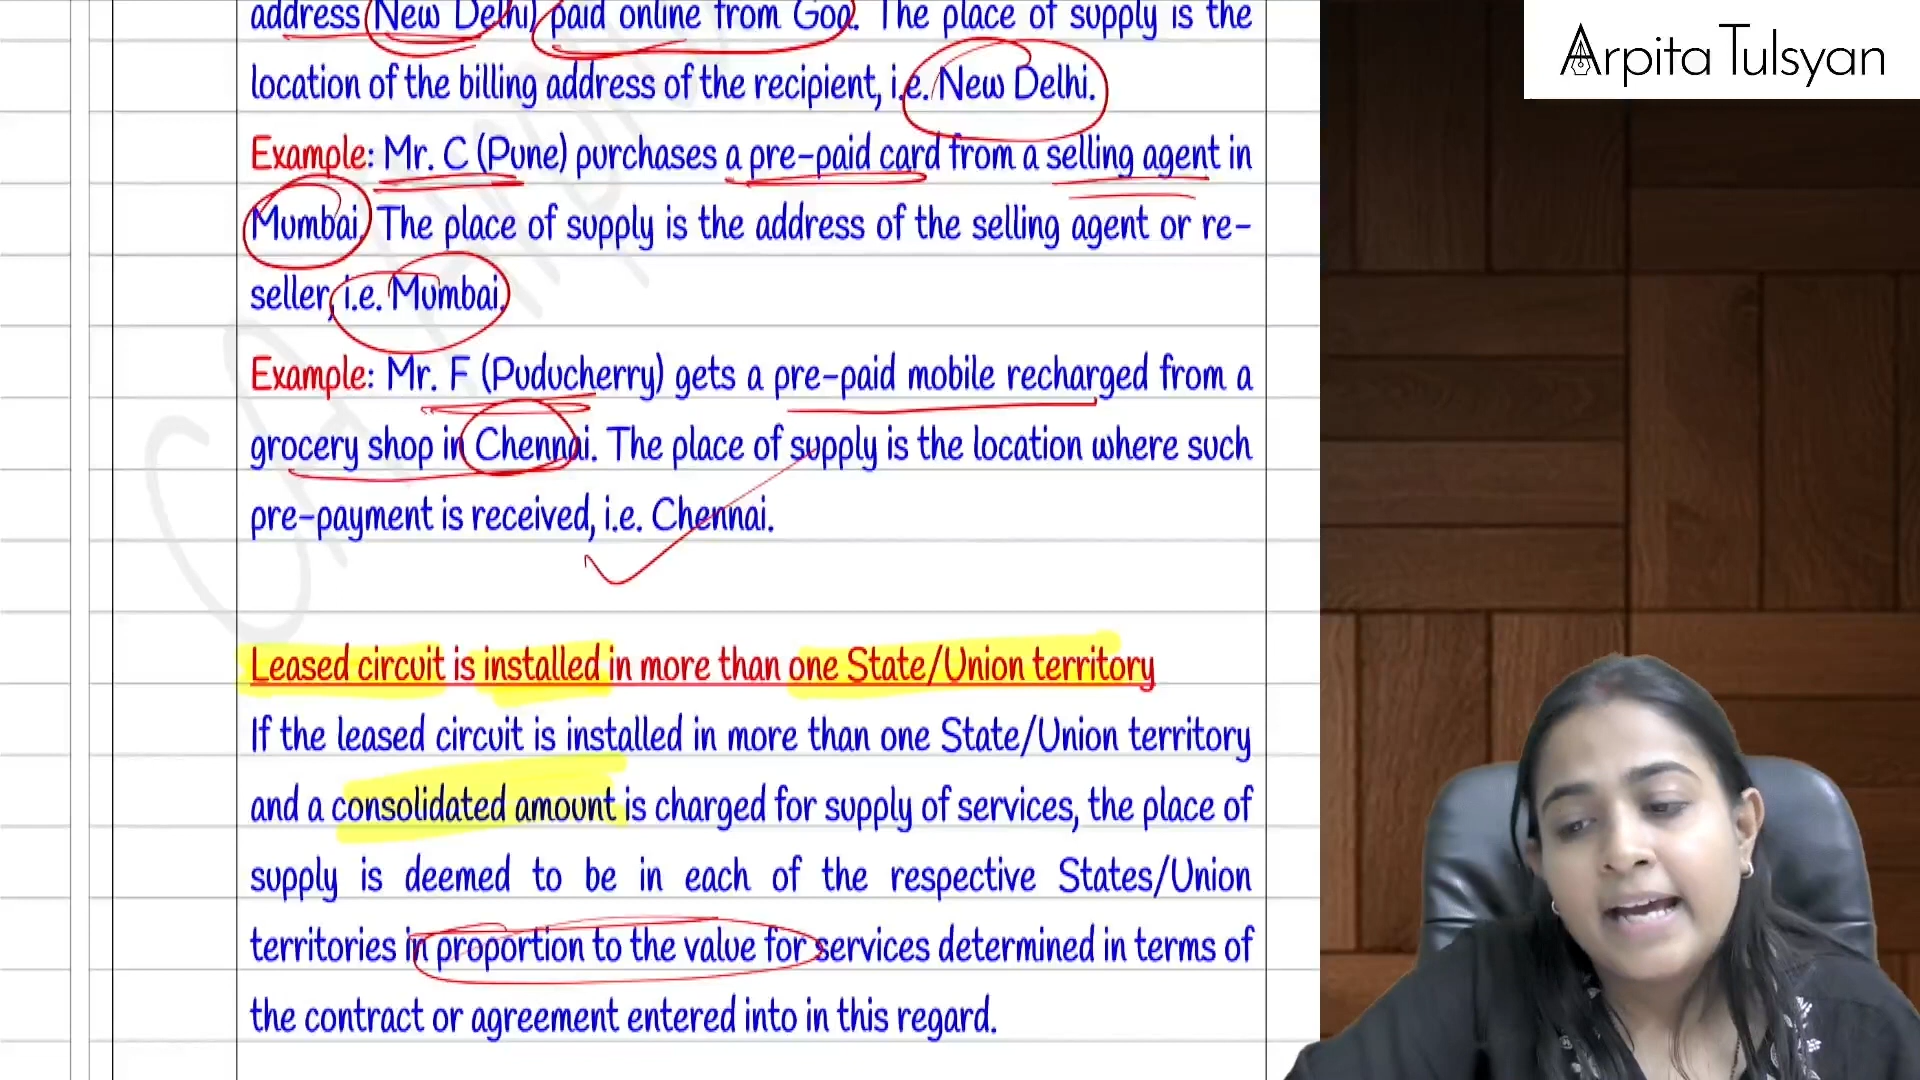 address (New Delhi) paid online from Goa. The place of supply is the
location of the billing address of the recipient, i.e. New Delhi.
Example: Mr. C (Pune) purchases a pre-paid card from a selling agent in
Mumbai. The place of supply is the address of the selling agent or re-
seller, i.e. Mumbai.
Example: Mr. F (Puducherry) gets a pre-paid mobile recharged from a
grocery shop in Chennai. The place of supply is the location where such
pre-payment is received, i.e. Chennai.
Leased circuit is installed in more than one State/Union territory
If the leased circuit is installed in more than one State/Union territory
and a consolidated amount is charged for supply of services, the place of
supply is deemed to be in each of the respective States/Union
territories in proportion to the value for services determined in terms of
the contract or agreement entered into in this regard.
Arpita Tulsyan